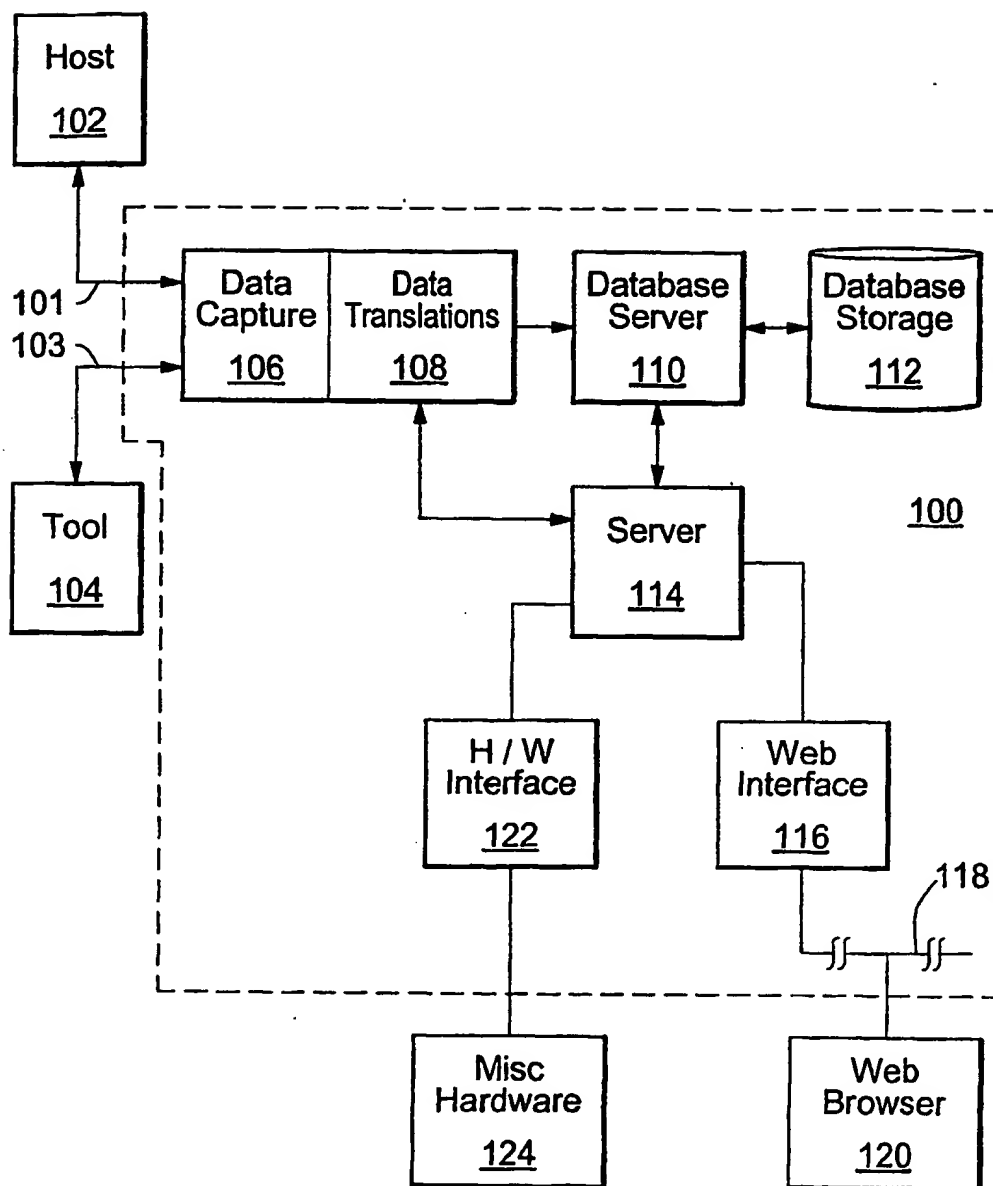 Host
102
101
103
Data
Capture
106
Data
Translations
108
Database
Server
110
Database
Storage
112
Tool
104
Server
114
100
H / W
Interface
122
Web
Interface
116
118
Misc
Hardware
124
Web
Browser
120